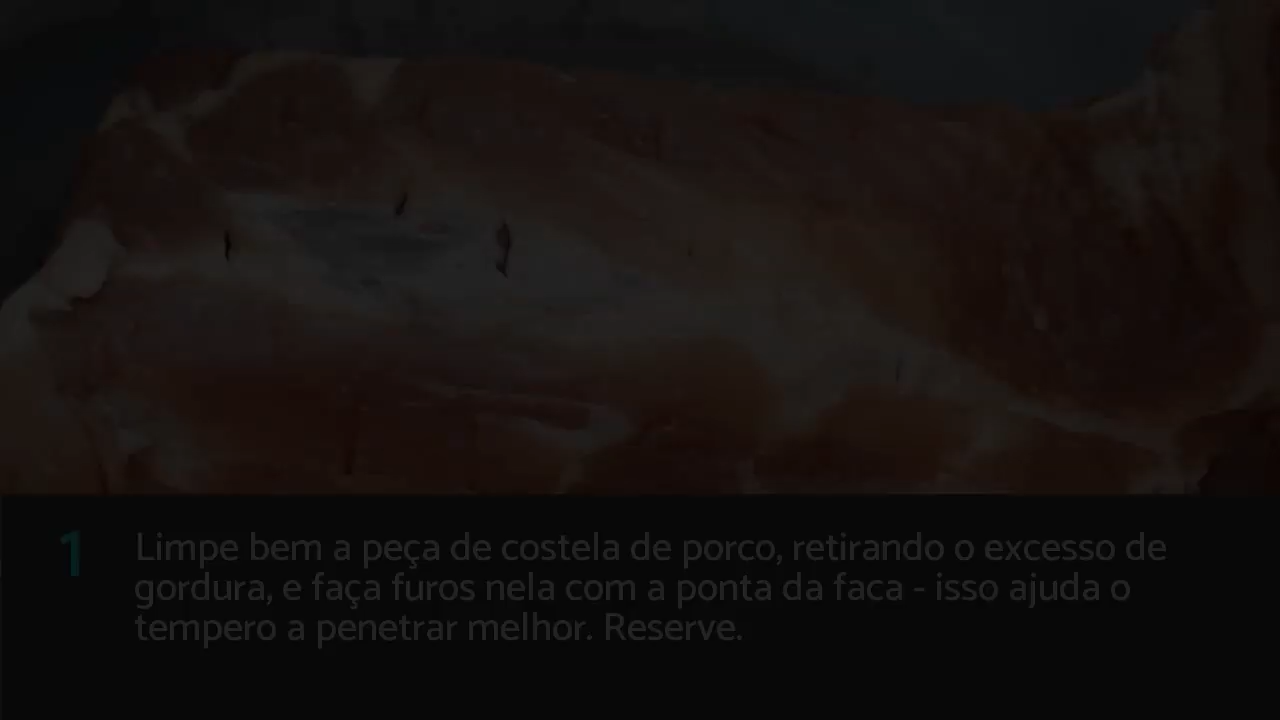 1
Limpe bem a peça de costela de porco, retirando o excesso de
gordura, e faça furos nela com a ponta da faca - isso ajuda o
tempero a penetrar melhor. Reserve.